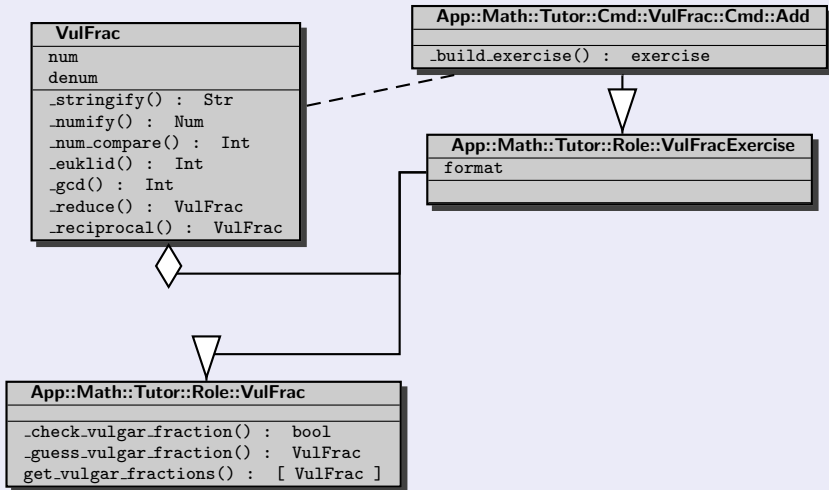 VulFrac
num
denum
_stringify() : Str
_numify() : Num
_num_compare() : Int
_euklid() : Int
_gcd() : Int
_reduce() : VulFrac
_reciprocal() : VulFrac
App::Math::Tutor::Cmd::VulFrac::Cmd::Add
_build_exercise() : exercise
App::Math::Tutor::Role::VulFracExercise
format
App::Math::Tutor::Role::VulFrac
_check_vulgar_fraction() : bool
_guess_vulgar_fraction() : VulFrac
get_vulgar_fractions() : [ VulFrac ]